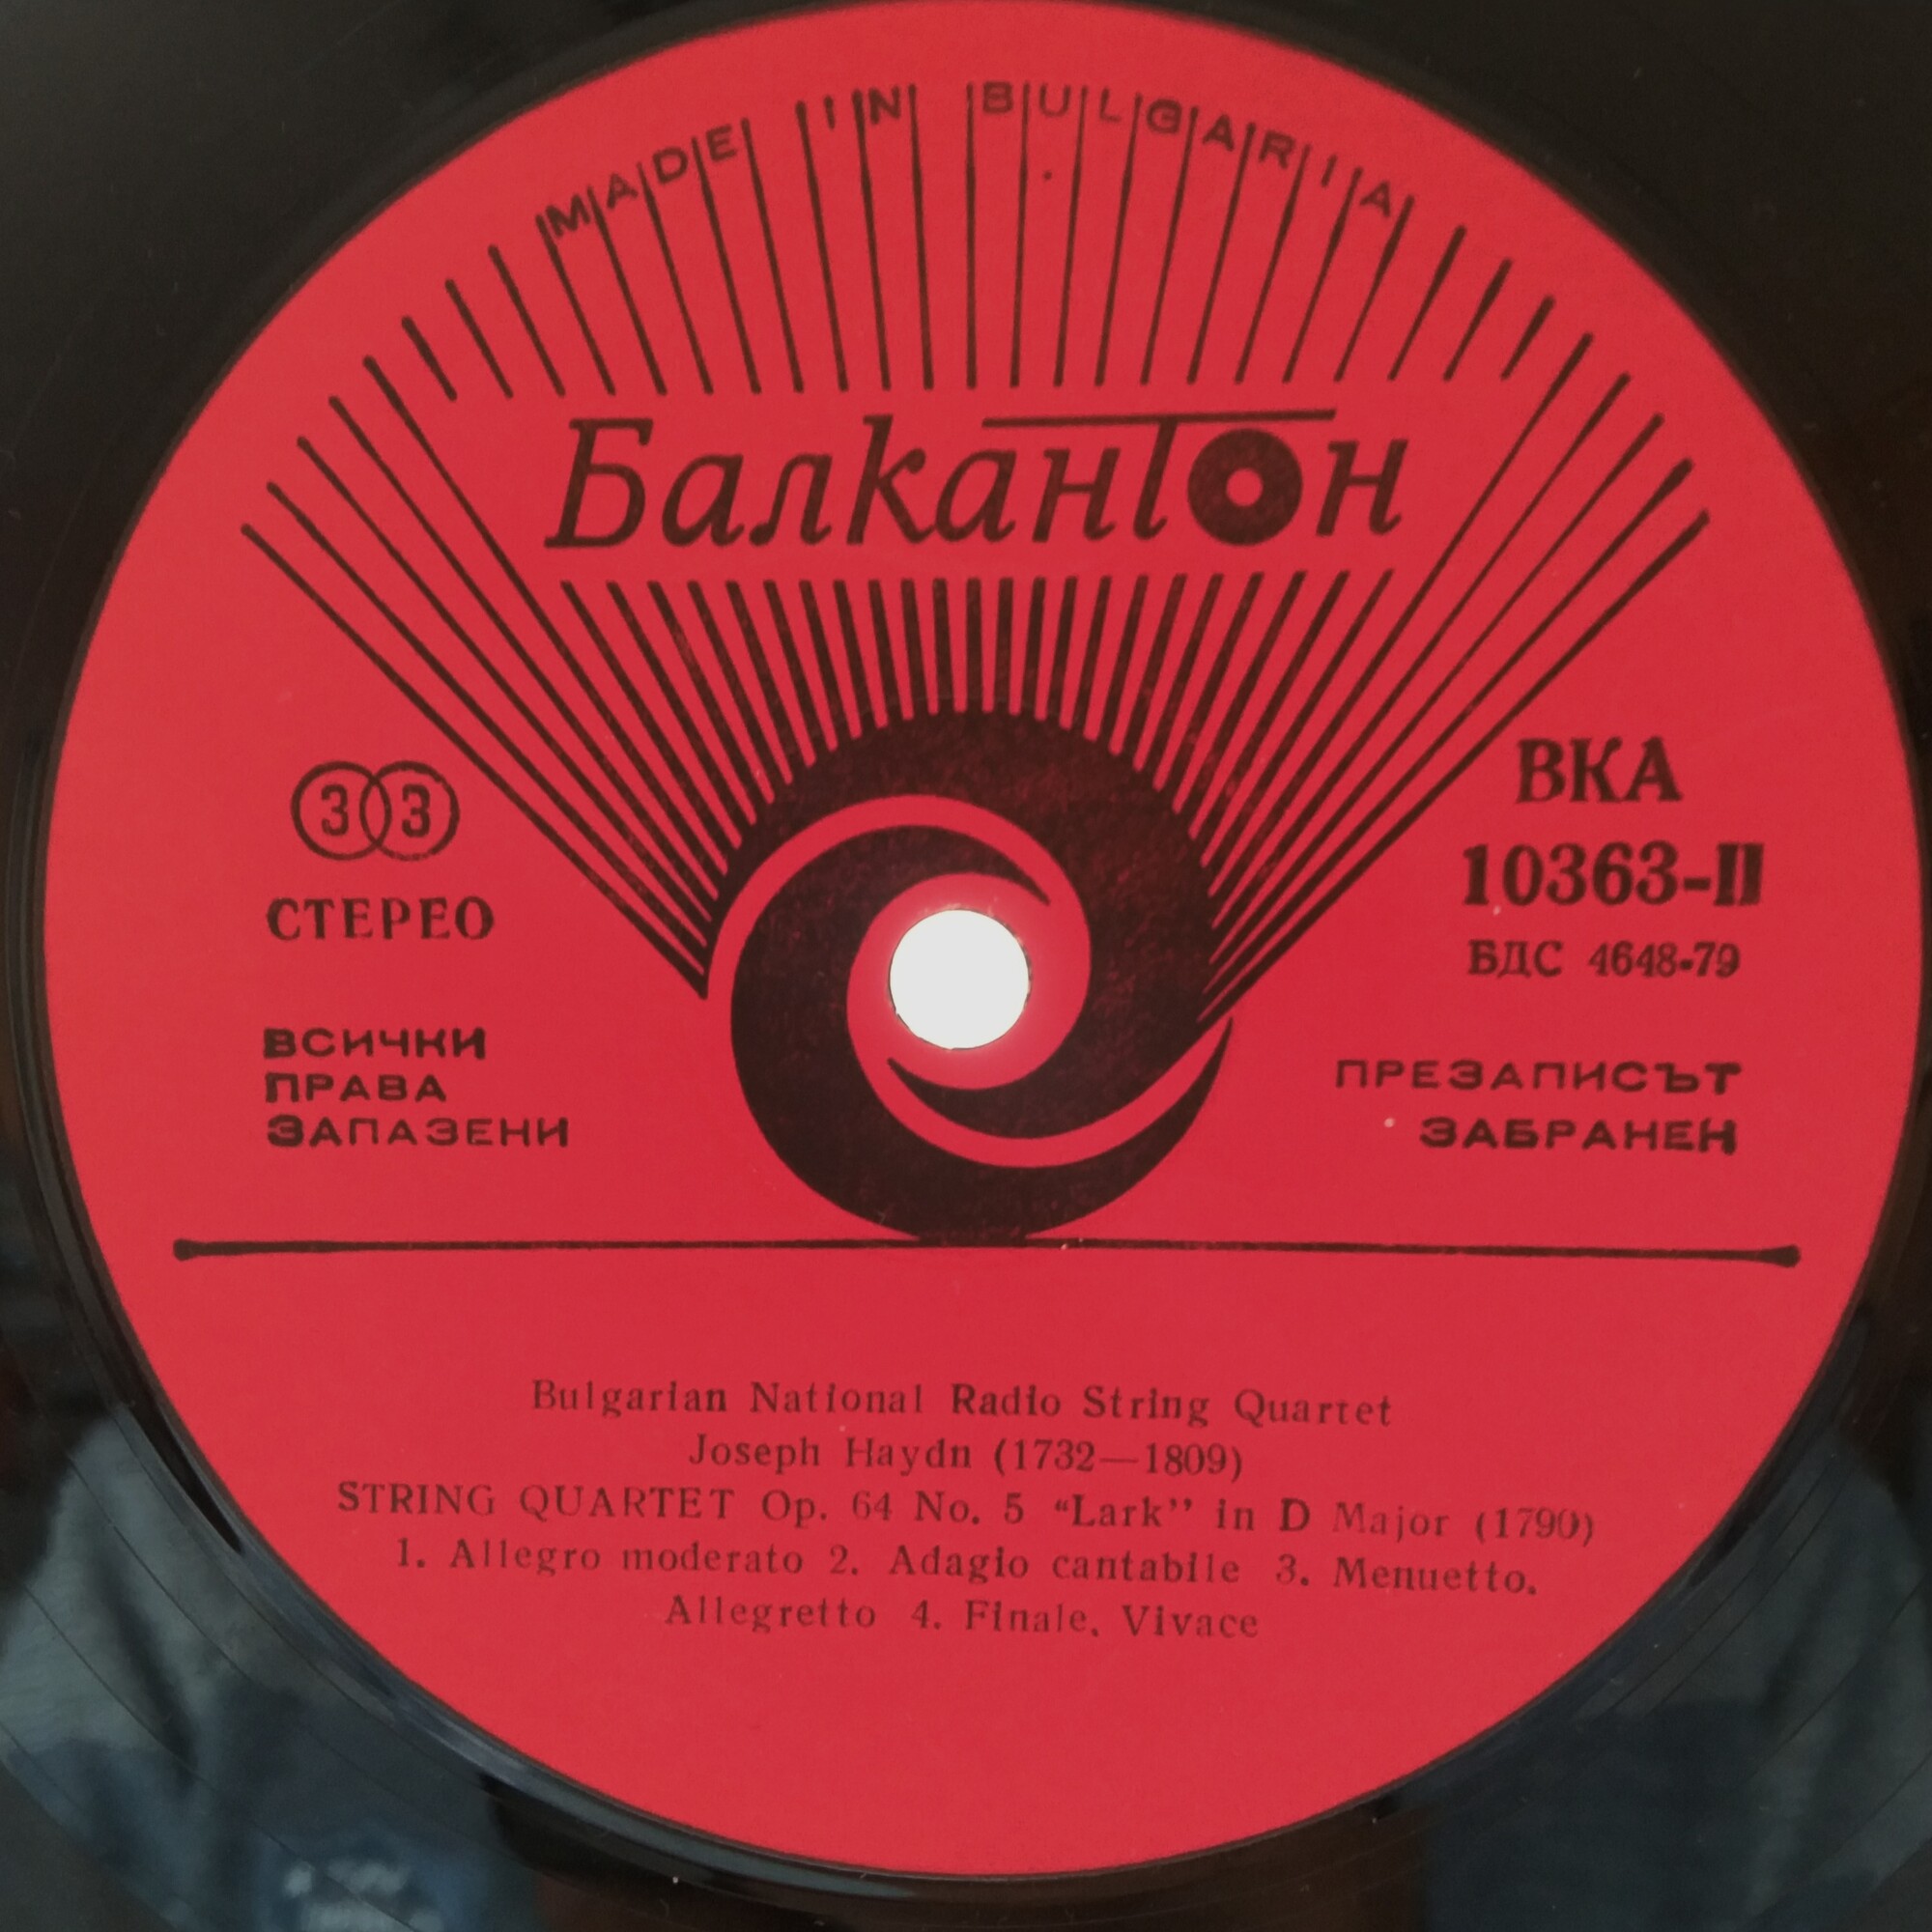 MADE IN BULGARIA
Балкантон
33
СТЕРЕО
ВСИЧКИ
ПРАВА
ЗАПАЗЕНИ
ВКА
10363-II
БДС 4648-79
ПРЕЗАПИСЪТ
ЗАБРАНЕН
Bulgarian National Radio String Quartet
Joseph Haydn (1732—1809)
STRING QUARTET Op. 64 No. 5 “Lark” in D Major (1790)
1. Allegro moderato 2. Adagio cantabile 3. Menuetto.
Allegretto 4. Finale. Vivace